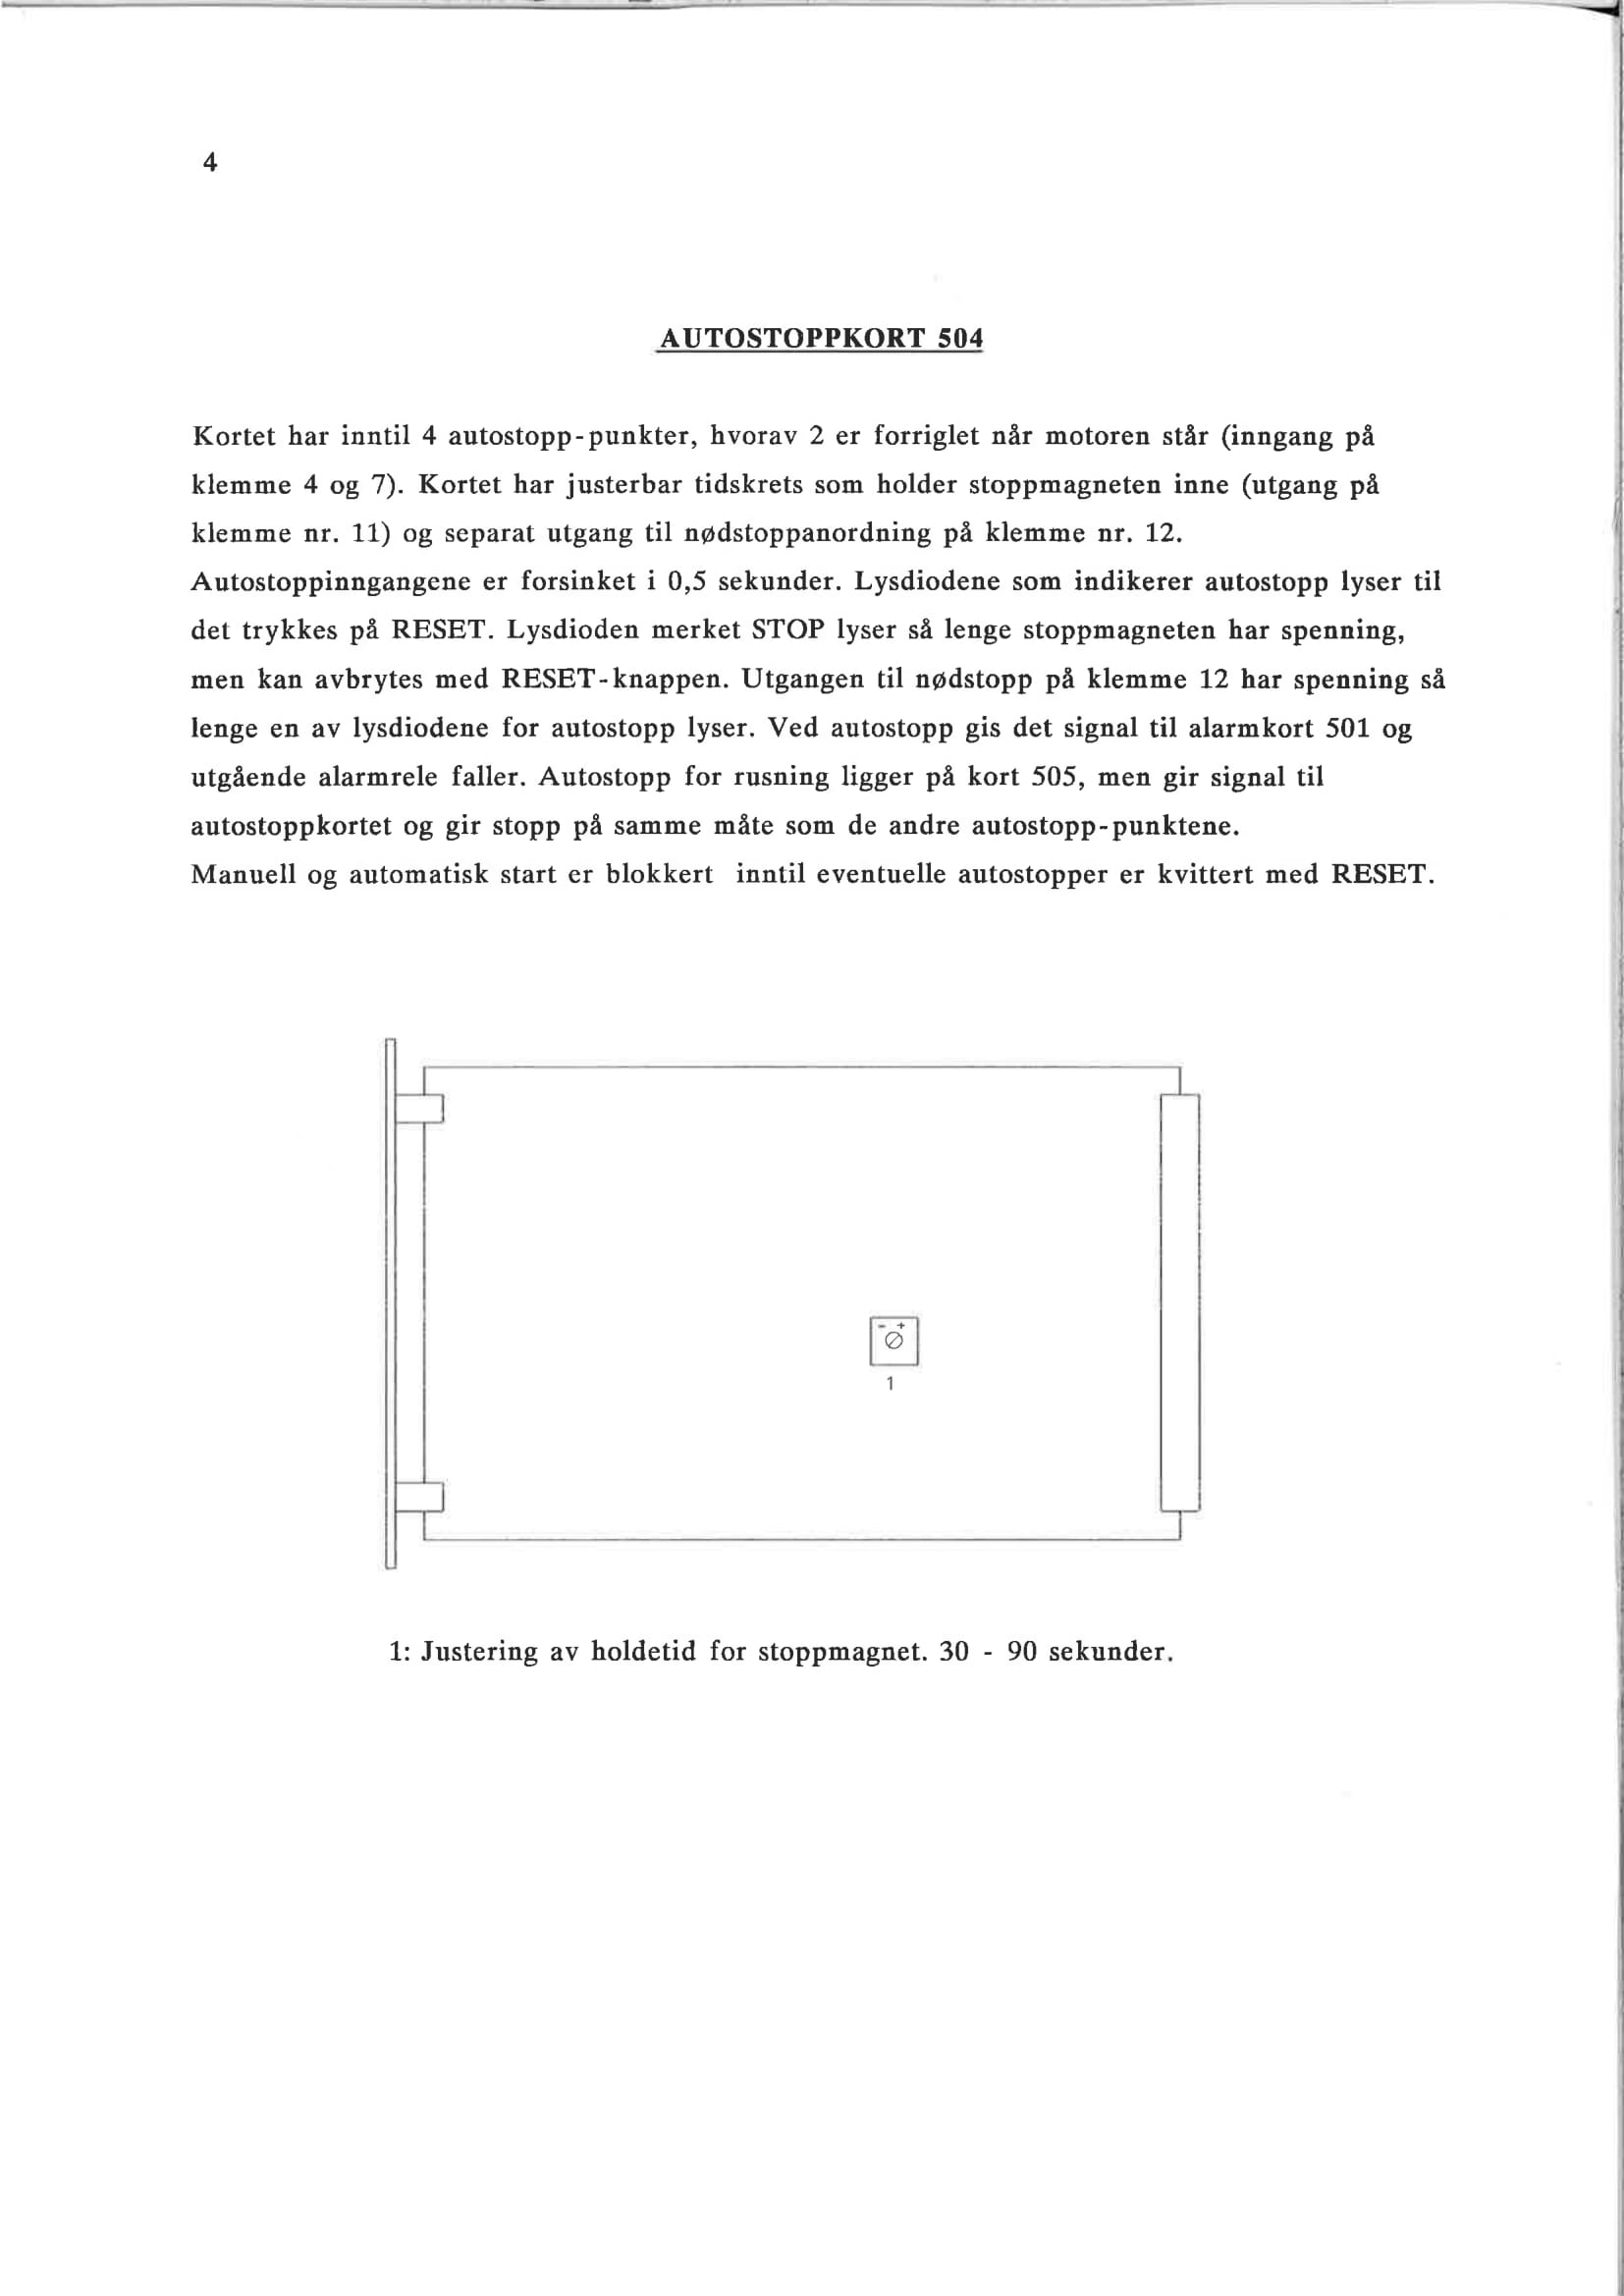 4
AUTOSTOPPKORT 504
Kortet har inntil 4 autostopp-punkter, hvorav 2 er forriglet når motoren står (inngang på
klemme 4 og 7). Kortet har justerbar tidskrets som holder stoppmagneten inne (utgang på
klemme nr. 11) og separat utgang til nødstoppanordning på klemme nr. 12.
Autostoppinngangene er forsinket i 0,5 sekunder. Lysdiodene som indikerer autostopp lyser til
det trykkes på RESET. Lysdioden merket STOP lyser så lenge stoppmagneten har spenning,
men kan avbrytes med RESET-knappen. Utgangen til nødstopp på klemme 12 har spenning så
lenge en av lysdiodene for autostopp lyser. Ved autostopp gis det signal til alarmkort 501 og
utgående alarmrele faller. Autostopp for rusning ligger på kort 505, men gir signal til
autostoppkortet og gir stopp på samme måte som de andre autostopp-punktene.
Manuell og automatisk start er blokkert inntil eventuelle autostopper er kvittert med RESET.
- +
1
1: Justering av holdetid for stoppmagnet. 30 - 90 sekunder.